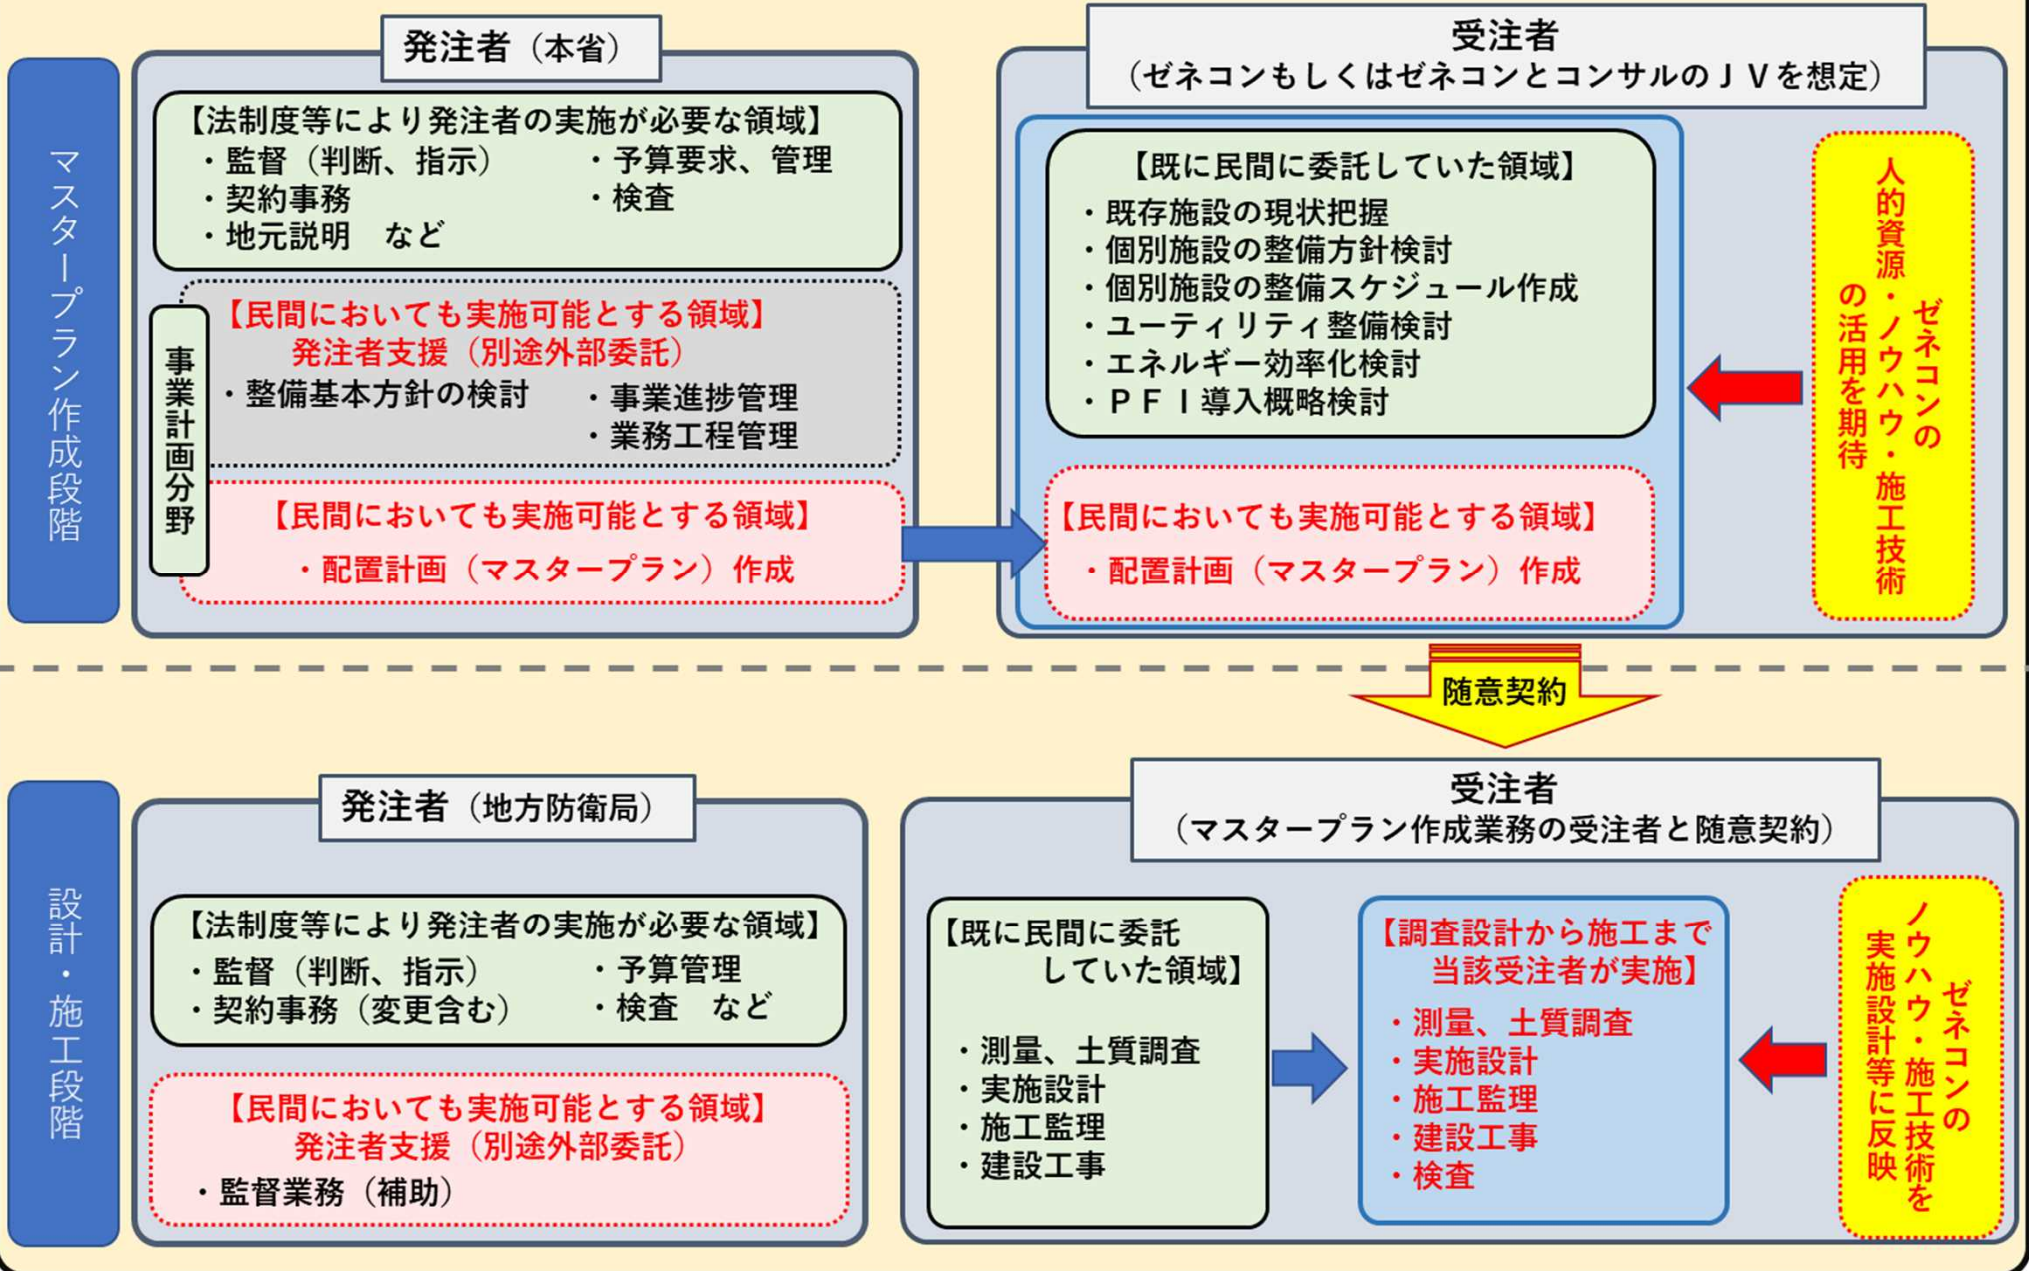 マスタープラン作成段階
発注者（本省）
【法制度等により発注者の実施が必要な領域】
・監督（判断、指示）
・予算要求、管理
・契約事務
・検査
・地元説明　など
事業計画分野
【民間においても実施可能とする領域】
発注者支援（別途外部委託）
・整備基本方針の検討
・事業進捗管理
・業務工程管理
【民間においても実施可能とする領域】
・配置計画（マスタープラン）作成
受注者
（ゼネコンもしくはゼネコンとコンサルのＪＶを想定）
【既に民間に委託していた領域】
・既存施設の現状把握
・個別施設の整備方針検討
・個別施設の整備スケジュール作成
・ユーティリティ整備検討
・エネルギー効率化検討
・ＰＦＩ導入概略検討
【民間においても実施可能とする領域】
・配置計画（マスタープラン）作成
ゼネコンの
人的資源・ノウハウ・施工技術
の活用を期待
随意契約
設計・施工段階
発注者（地方防衛局）
【法制度等により発注者の実施が必要な領域】
・監督（判断、指示）
・予算管理
・契約事務（変更含む）
・検査　など
【民間においても実施可能とする領域】
発注者支援（別途外部委託）
・監督業務（補助）
受注者
（マスタープラン作成業務の受注者と随意契約）
【既に民間に委託
していた領域】
・測量、土質調査
・実施設計
・施工監理
・建設工事
【調査設計から施工まで
当該受注者が実施】
・測量、土質調査
・実施設計
・施工監理
・建設工事
・検査
ゼネコンの
ノウハウ・施工技術を
実施設計等に反映